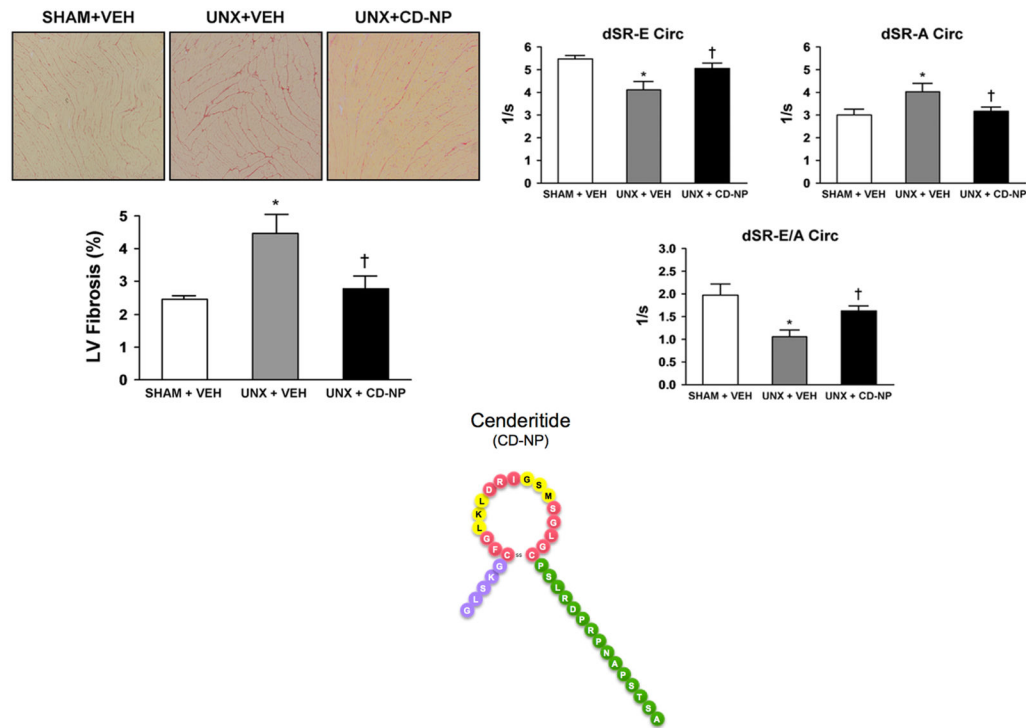 SHAM+VEH UNX+VEH UNX+CD-NP
LV Fibrosis (%)
5
4
3
2
1
0
*
†
SHAM + VEH UNX + VEH UNX + CD-NP
dSR-E Circ
1/s
6
5
4
3
2
1
0
*
†
SHAM + VEH UNX + VEH UNX + CD-NP
dSR-A Circ
1/s
6
5
4
3
2
1
0
*
†
SHAM + VEH UNX + VEH UNX + CD-NP
dSR-E/A Circ
1/s
3.0
2.5
2.0
1.5
1.0
0.5
0.0
*
†
SHAM + VEH UNX + VEH UNX + CD-NP
Cenderitide
(CD-NP)
G L S K G C F G L K L D R I G S M S G L G C P S L R D P R P N A P S T S A
ss